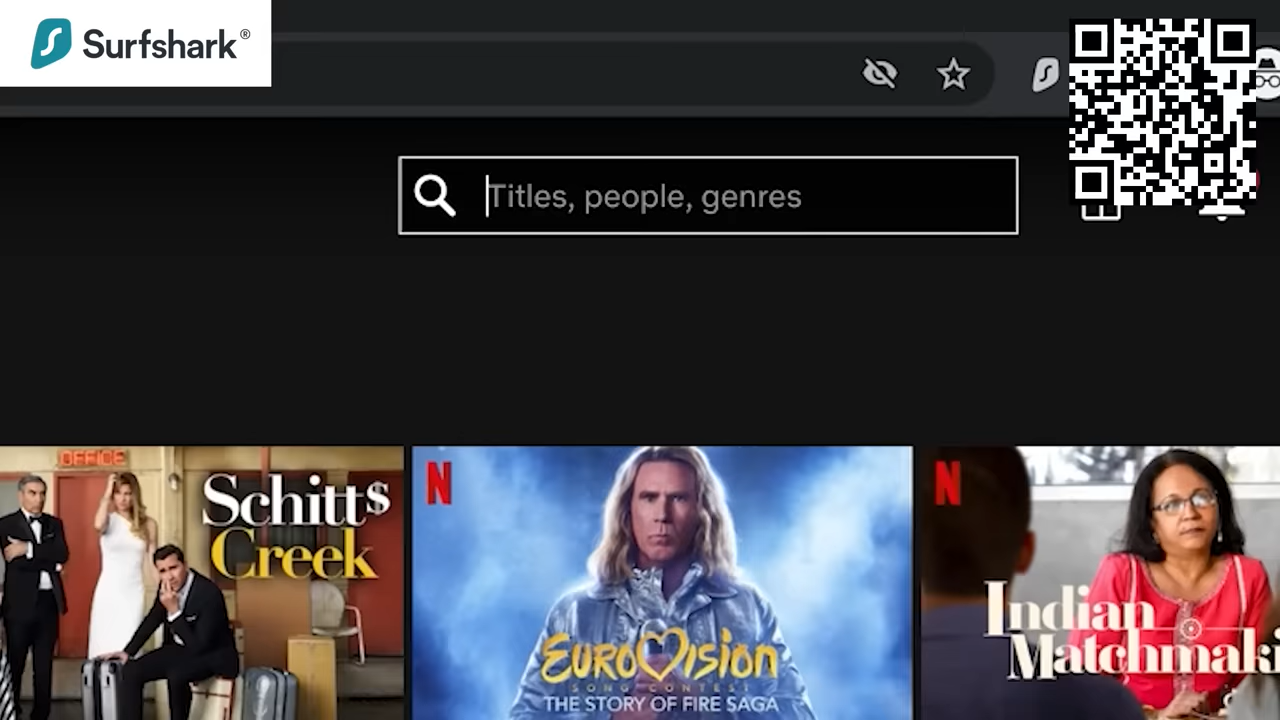 Surfshark®
Titles, people, genres
OFFICE
Schitt$
Creek
N
EUROVISION
SONG CONTEST
THE STORY OF FIRE SAGA
N
Indian
Matchmaki